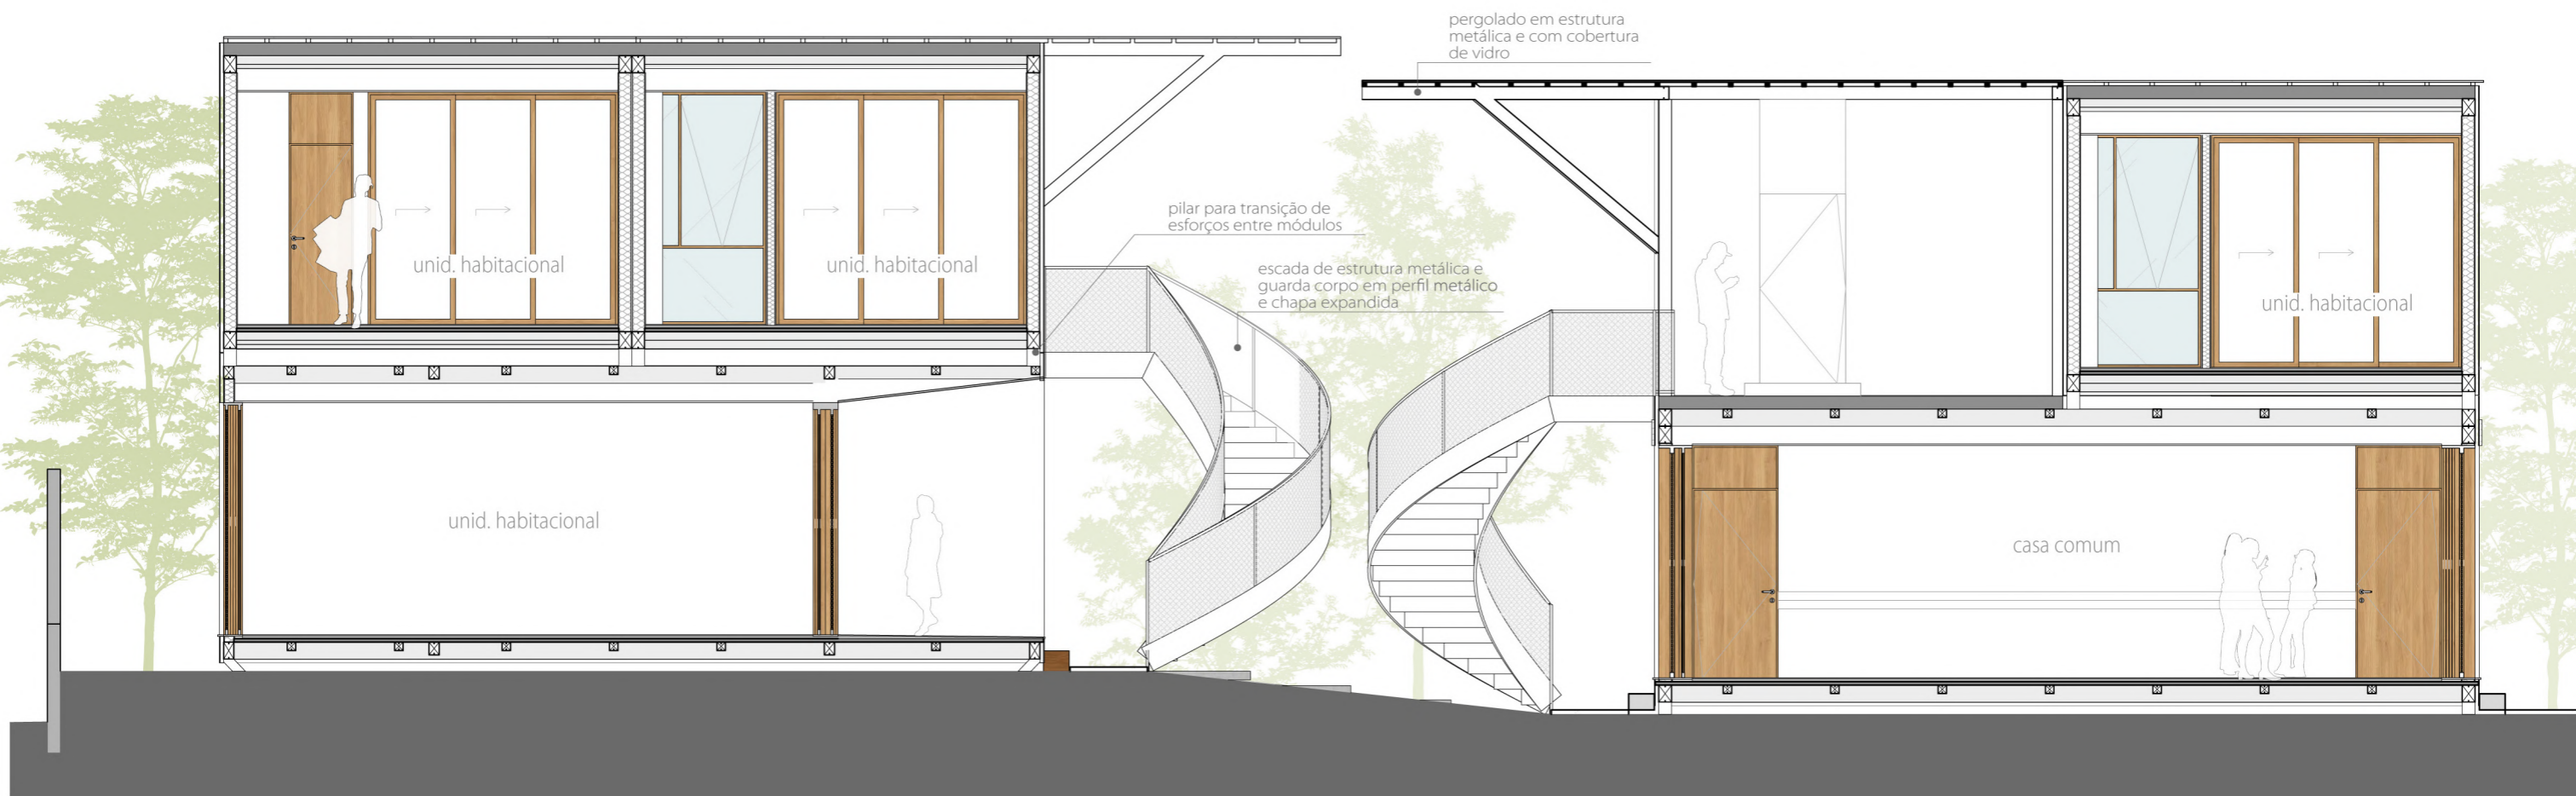 pergolado em estrutura
metálica e com cobertura
de vidro
pilar para transição de
esforços entre módulos
escada de estrutura metálica e
guarda corpo em perfil metálico
e chapa expandida
unid. habitacional
unid. habitacional
unid. habitacional
unid. habitacional
casa comum